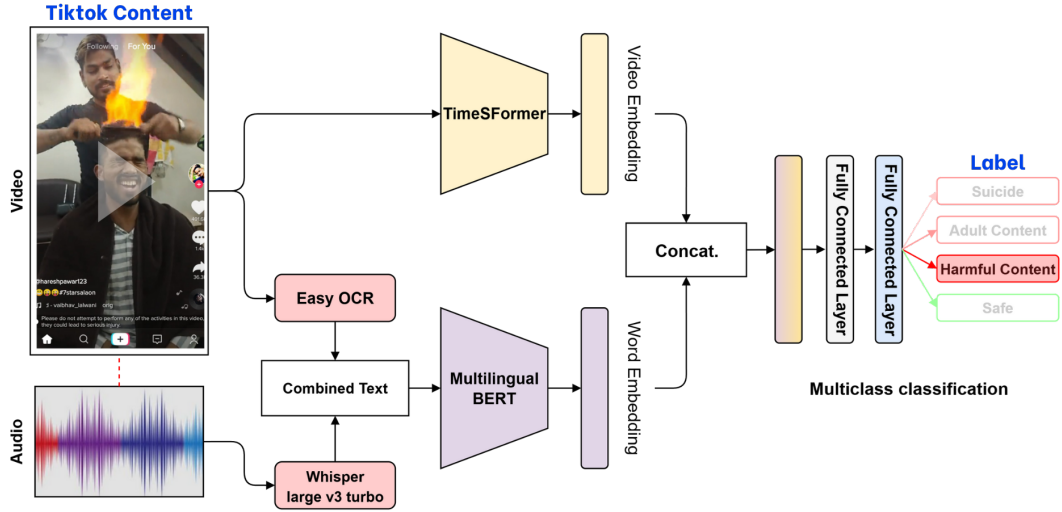 Tiktok Content
Following For You
Video
@hareshpawar123
#7starsalaon
Please do not attempt to perform any of the activities in this video,
they could lead to serious injury.
Audio
Easy OCR
Combined Text
Whisper
large v3 turbo
TimeSFormer
Multilingual
BERT
Video Embedding
Word Embedding
Concat.
Fully Connected Layer
Fully Connected Layer
Label
Suicide
Adult Content
Harmful Content
Safe
Multiclass classification